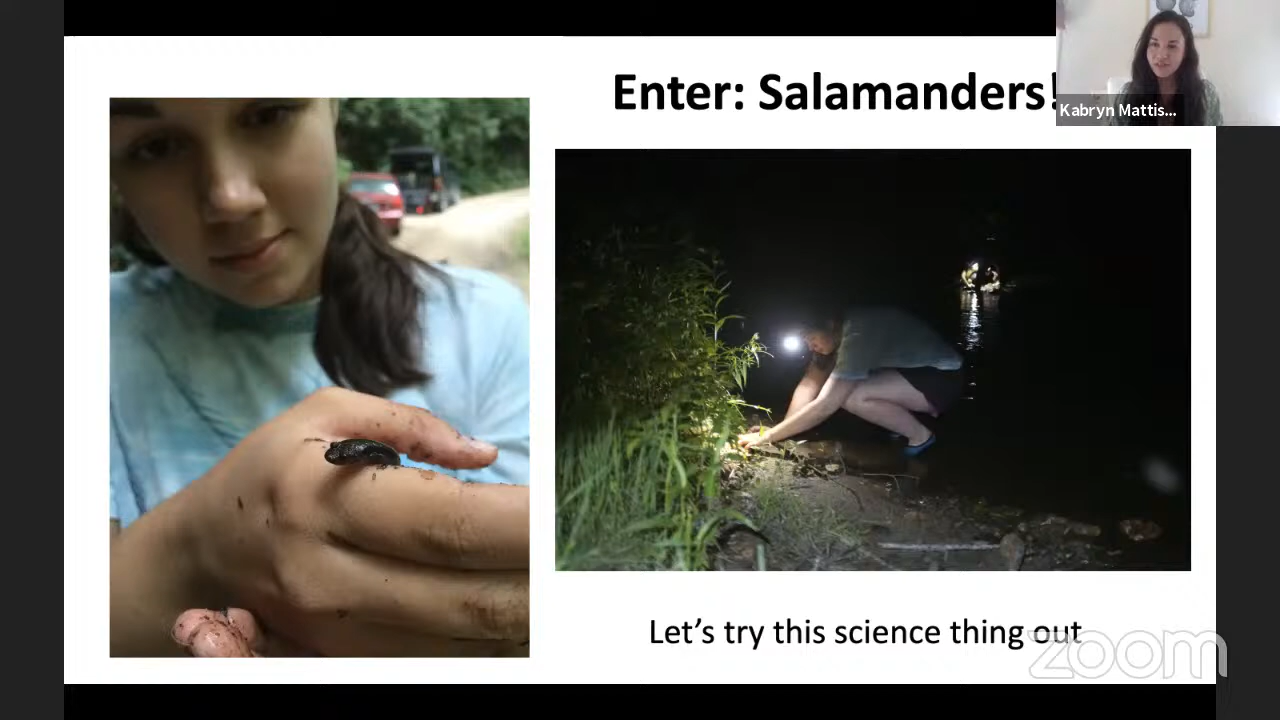 Enter: Salamanders!
Kabryn Mattis...
Let's try this science thing out
zoom